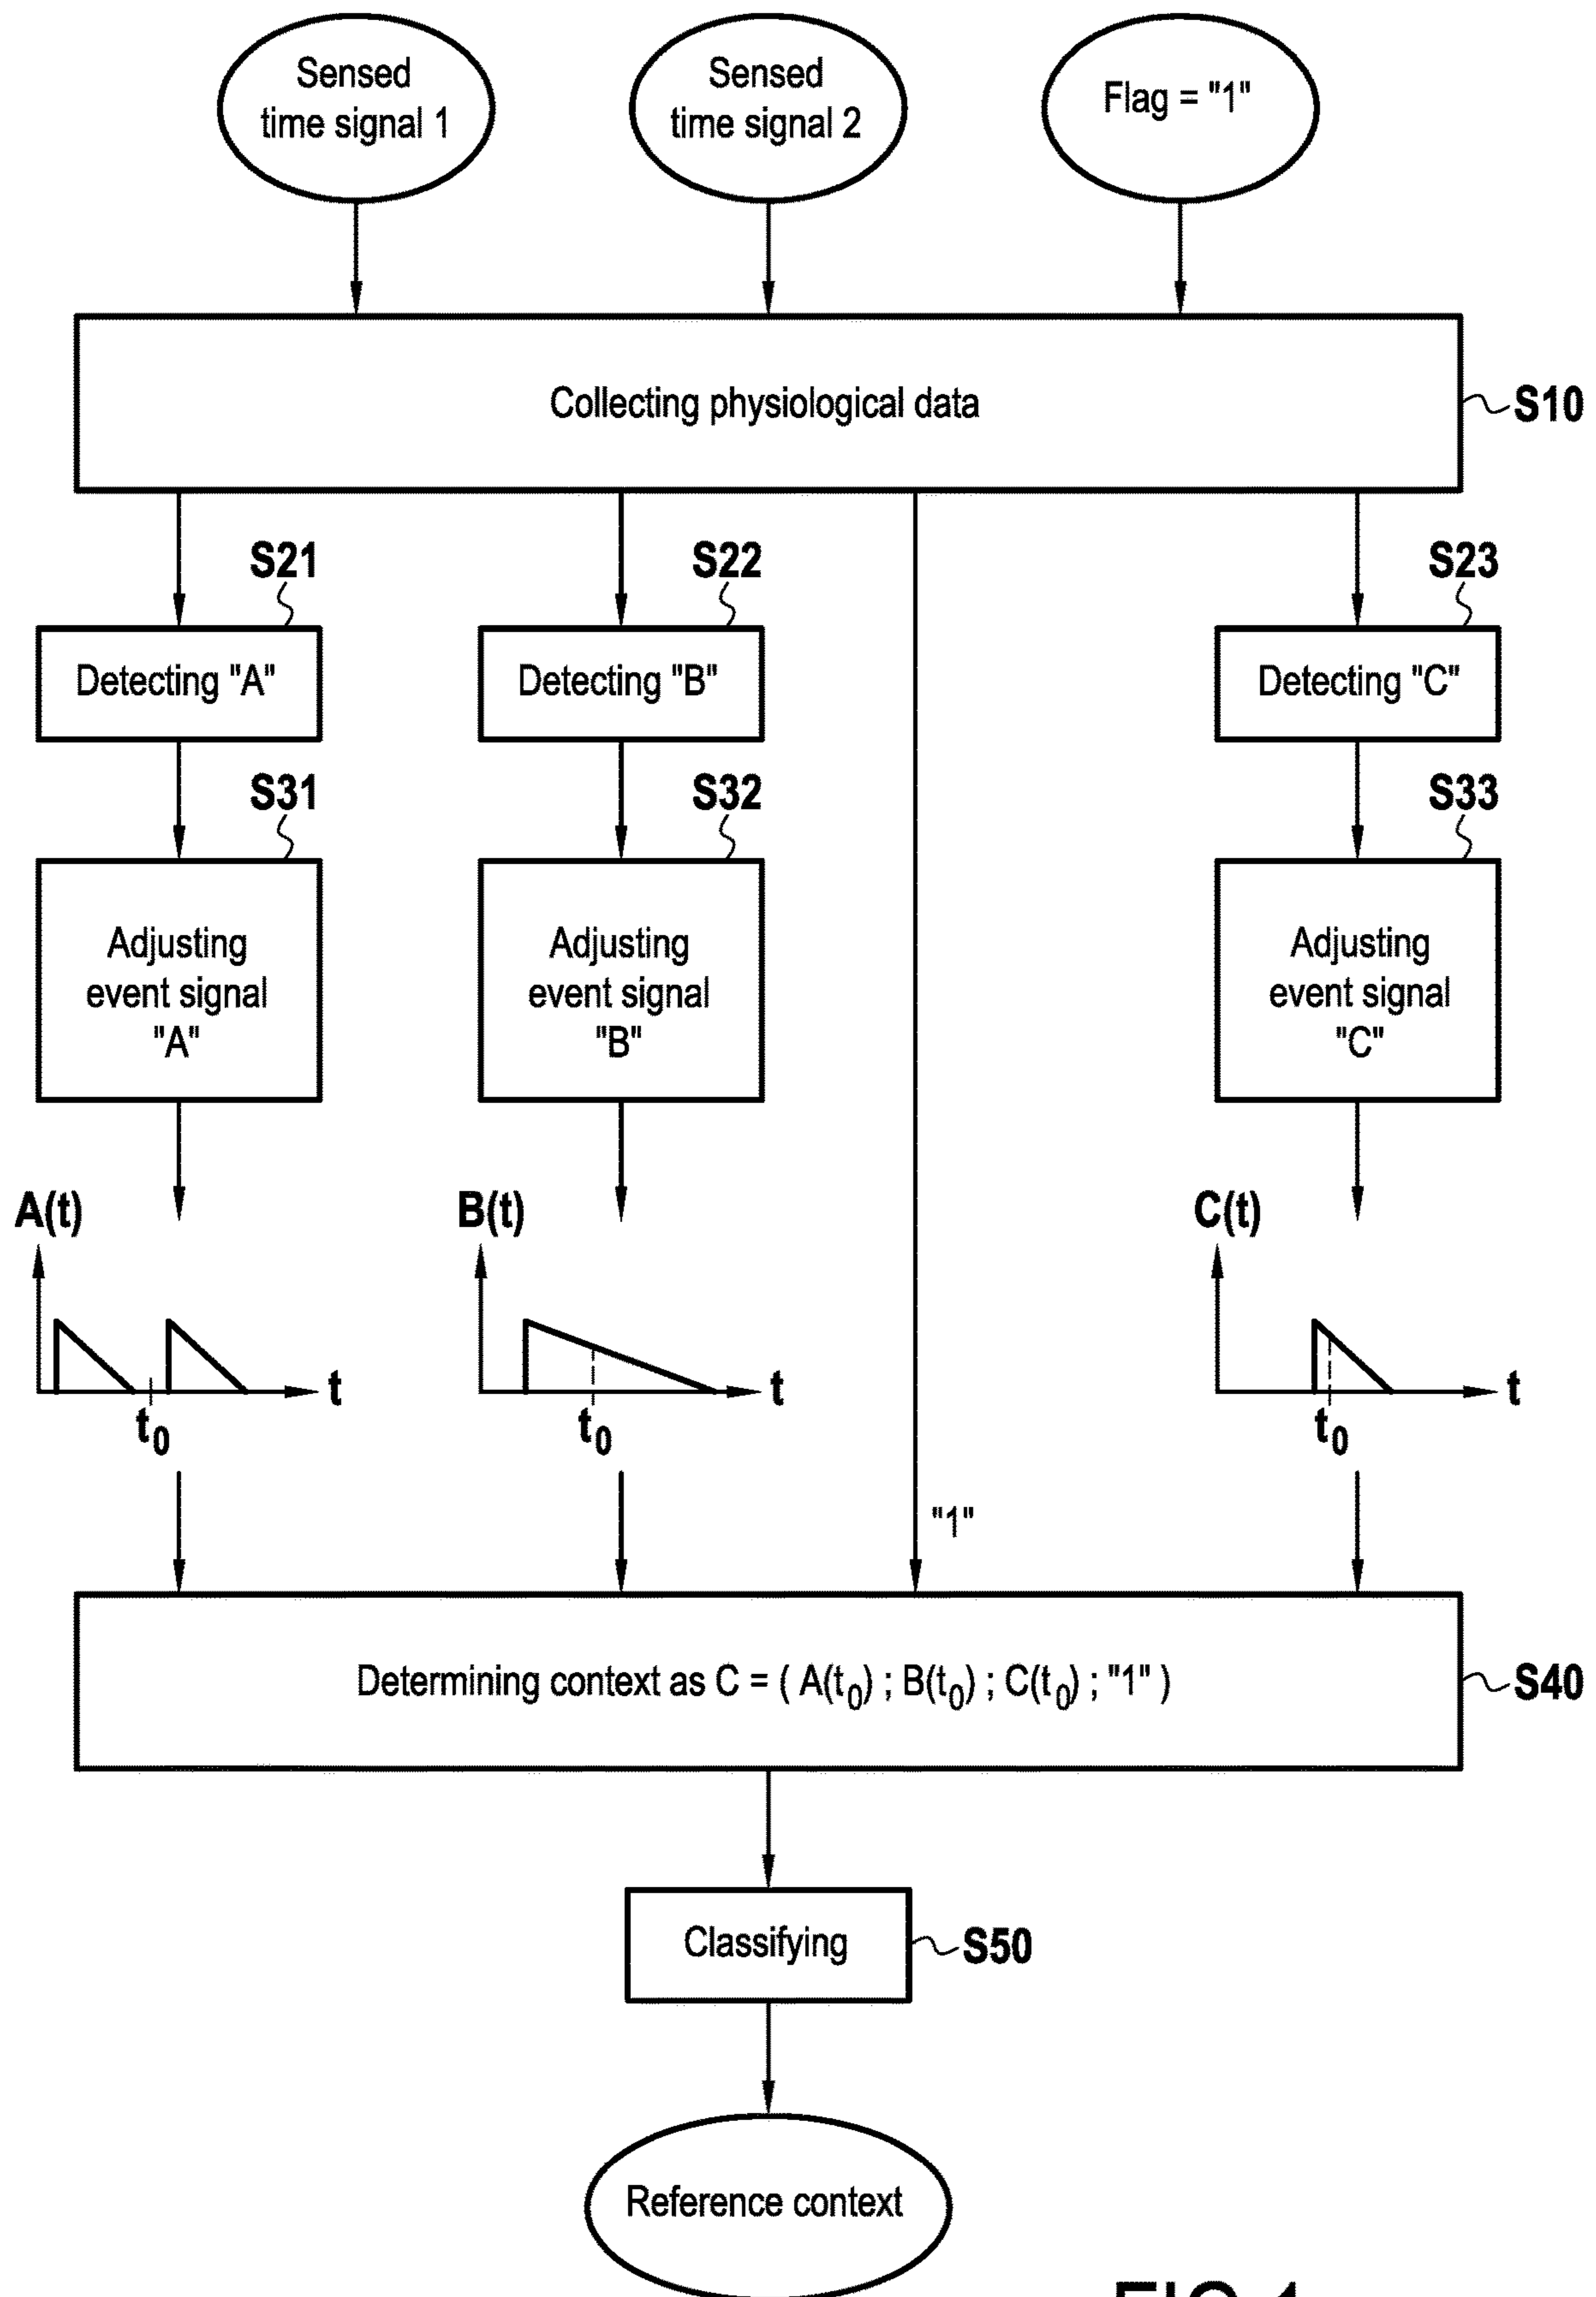 Sensed
time signal 1
Sensed
time signal 2
Flag = "1"
Collecting physiological data
S10
S21
S22
S23
Detecting "A"
Detecting "B"
Detecting "C"
S31
S32
S33
Adjusting
event signal
"A"
Adjusting
event signal
"B"
Adjusting
event signal
"C"
A(t)
B(t)
C(t)
t
t
t
t0
t0
t0
"1"
Determining context as C = ( A(t0) ; B(t0) ; C(t0) ; "1" )
S40
Classifying
S50
Reference context